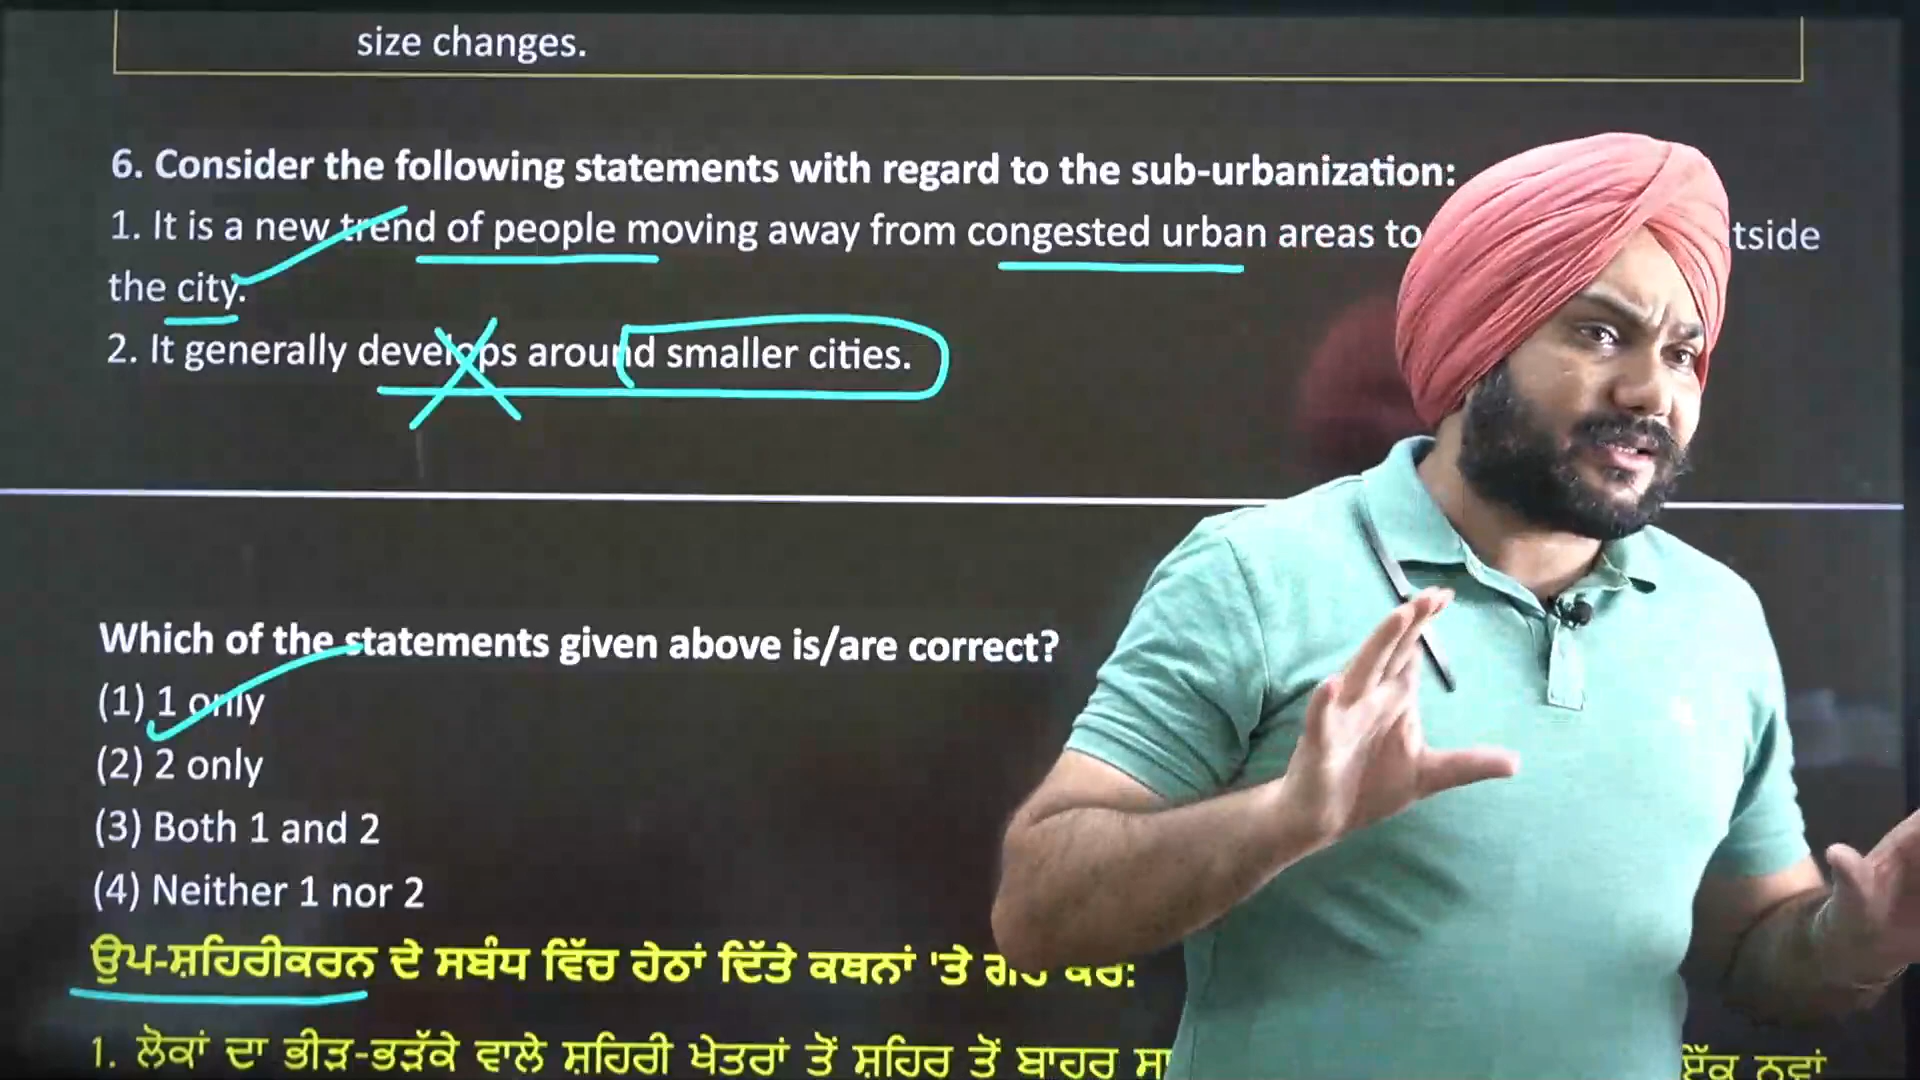 size changes.
6. Consider the following statements with regard to the sub-urbanization:
1. It is a new trend of people moving away from congested urban areas to
the city.
2. It generally develops around smaller cities.
Which of the statements given above is/are correct?
(1) 1 only
(2) 2 only
(3) Both 1 and 2
(4) Neither 1 nor 2
ਉਪ-ਸ਼ਹਿਰੀਕਰਨ ਦੇ ਸਬੰਧ ਵਿੱਚ ਹੇਠਾਂ ਦਿੱਤੇ ਕਥਨਾਂ 'ਤੇ
1. ਲੋਕਾਂ ਦਾ ਭੀੜ-ਭੜੱਕੇ ਵਾਲੇ ਸ਼ਹਿਰੀ ਖੇਤਰਾਂ ਤੋਂ ਸ਼ਹਿਰ ਤੋਂ ਬਾਹਰ ਇੱਕ ਨਵਾਂ